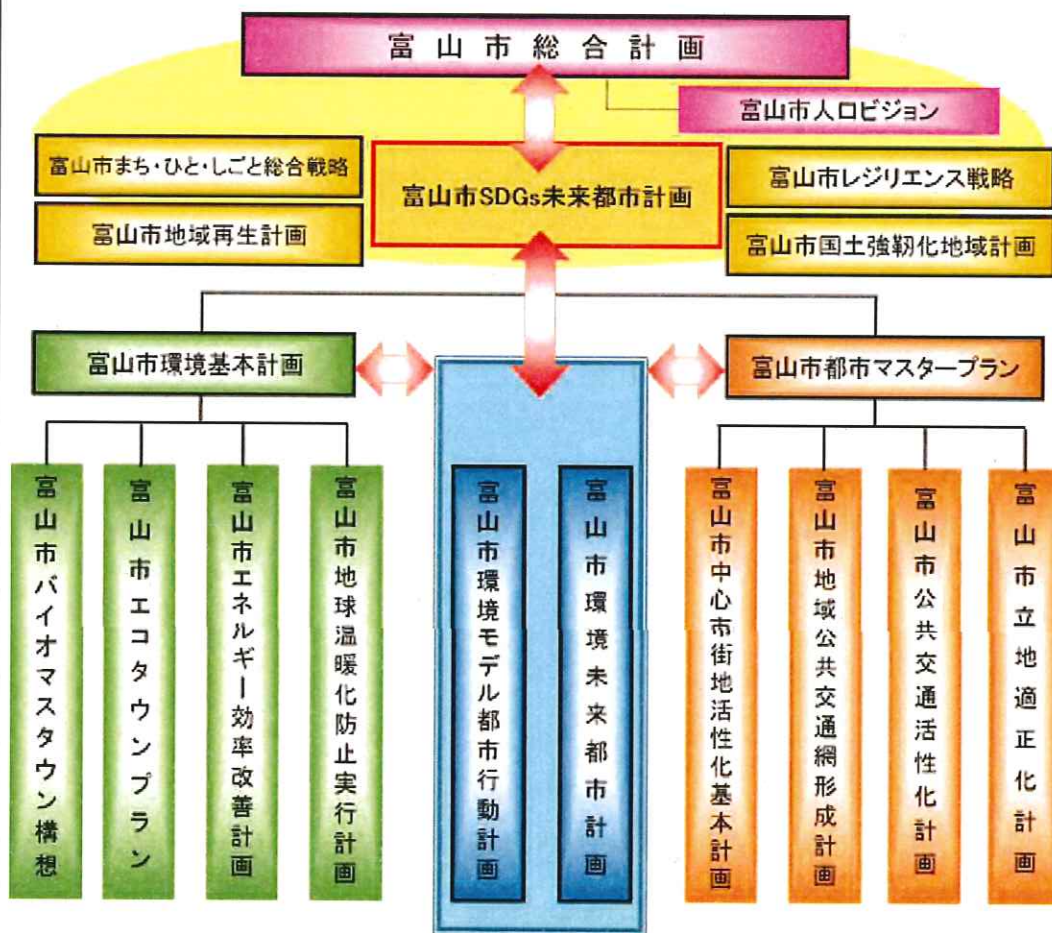 富山市総合計画
富山市人口ビジョン
富山市まち・ひと・しごと総合戦略
富山市地域再生計画
富山市SDGs未来都市計画
富山市レジリエンス戦略
富山市国土強靭化地域計画
富山市環境基本計画
富山市都市マスタープラン
富山市バイオマスタウン構想
富山市エコタウンプラン
富山市エネルギー効率改善計画
富山市地球温暖化防止実行計画
富山市環境モデル都市行動計画
富山市環境未来都市計画
富山市中心市街地活性化基本計画
富山市地域公共交通網形成計画
富山市公共交通活性化計画
富山市立地適正化計画